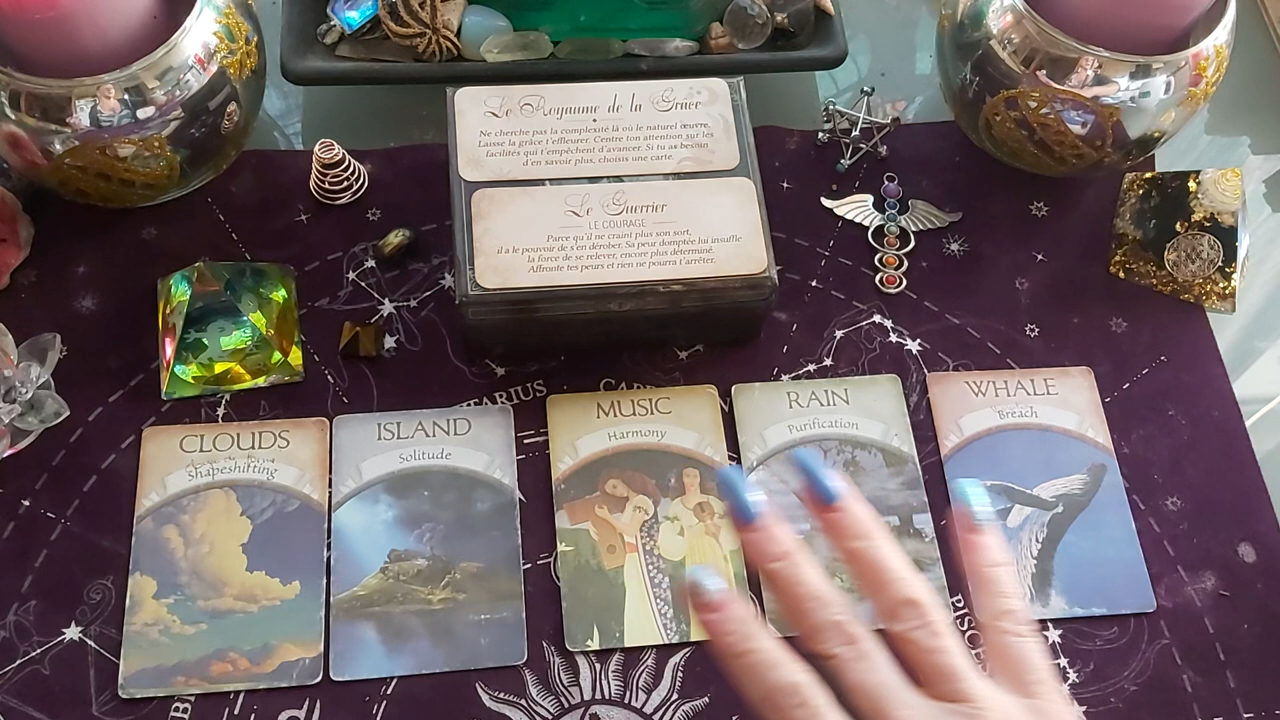 Le Royaume de la Grâce
Ne cherche pas la complexité là où le naturel œuvre.
Laisse la grâce t'effleurer. Centre ton attention sur les
facilités qui t'empêchent d'avancer. Si tu as besoin
d'en savoir plus, choisis une carte.
Le Guerrier
LE COURAGE
Parce qu'il ne craint plus son sort,
il a le pouvoir de s'en dérober. Sa peur domptée lui insuffle
la force de se relever, encore plus déterminé.
Affronte tes peurs et rien ne pourra t'arrêter.
CLOUDS
Shapeshifting
ISLAND
Solitude
MUSIC
Harmony
RAIN
Purification
WHALE
Breach